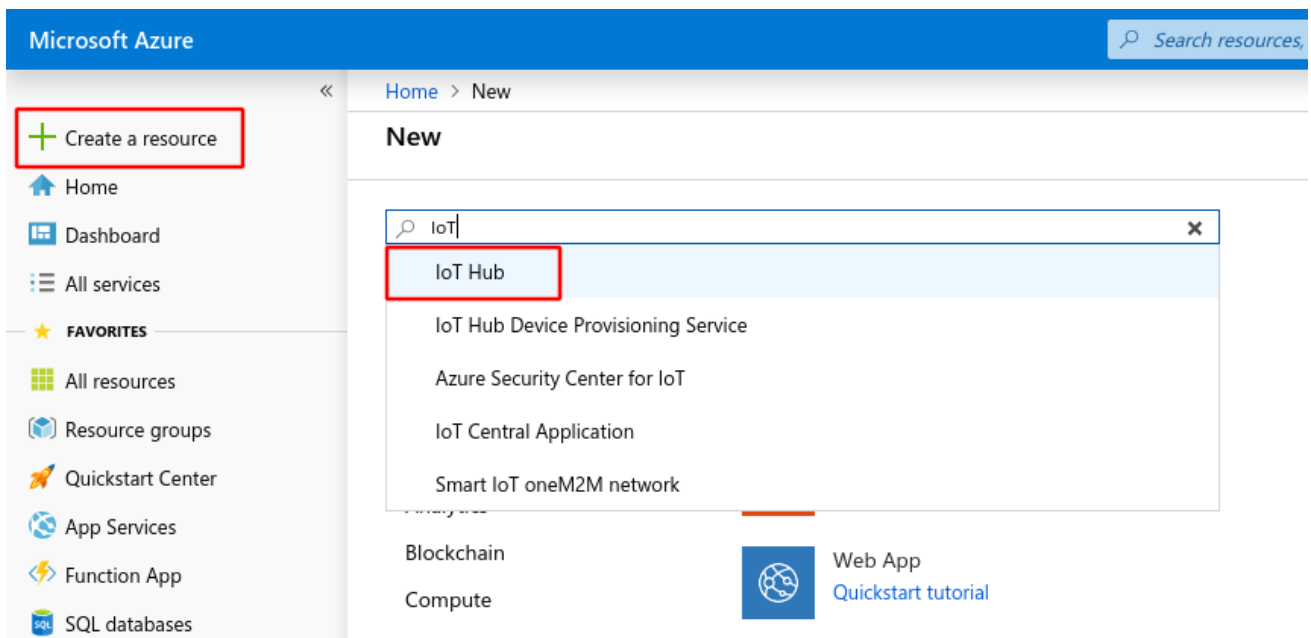 Microsoft Azure
Search resources,
«
Home > New
Create a resource
New
Home
IoT
Dashboard
IoT Hub
All services
IoT Hub Device Provisioning Service
FAVORITES
Azure Security Center for IoT
All resources
IoT Central Application
Resource groups
Smart IoT oneM2M network
Quickstart Center
App Services
Blockchain
Web App
Function App
Quickstart tutorial
Compute
SQL
SQL databases